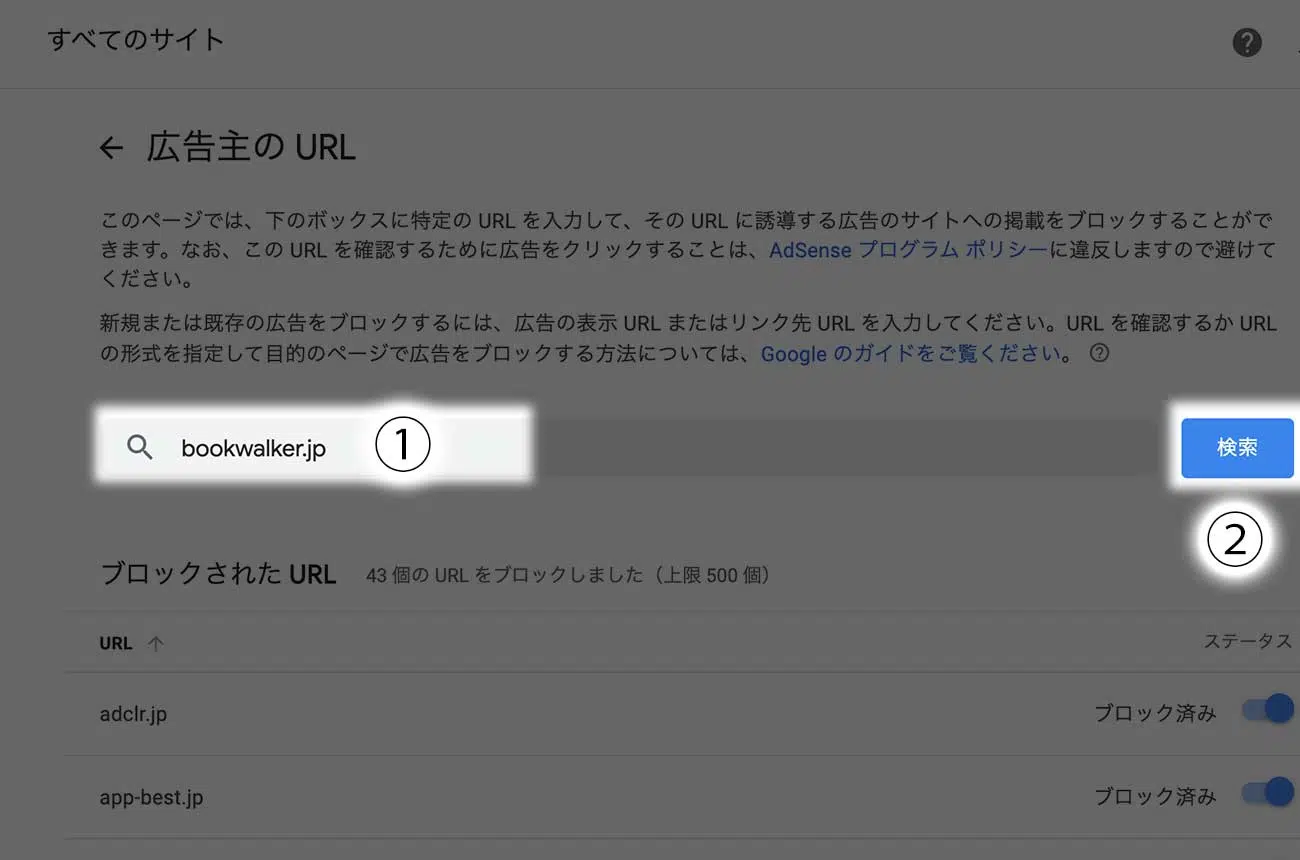 すべてのサイト
← 広告主の URL
このページでは、下のボックスに特定の URL を入力して、その URL に誘導する広告のサイトへの掲載をブロックすることがで
きます。なお、この URL を確認するために広告をクリックすることは、AdSense プログラム ポリシーに違反しますので避けて
ください。
新規または既存の広告をブロックするには、広告の表示 URL またはリンク先 URL を入力してください。URL を確認するか URL
の形式を指定して目的のページで広告をブロックする方法については、Google のガイドをご覧ください。
bookwalker.jp ① 検索
②
ブロックされた URL 43 個の URL をブロックしました（上限 500 個）
URL ↑ ステータス
adclr.jp ブロック済み
app-best.jp ブロック済み